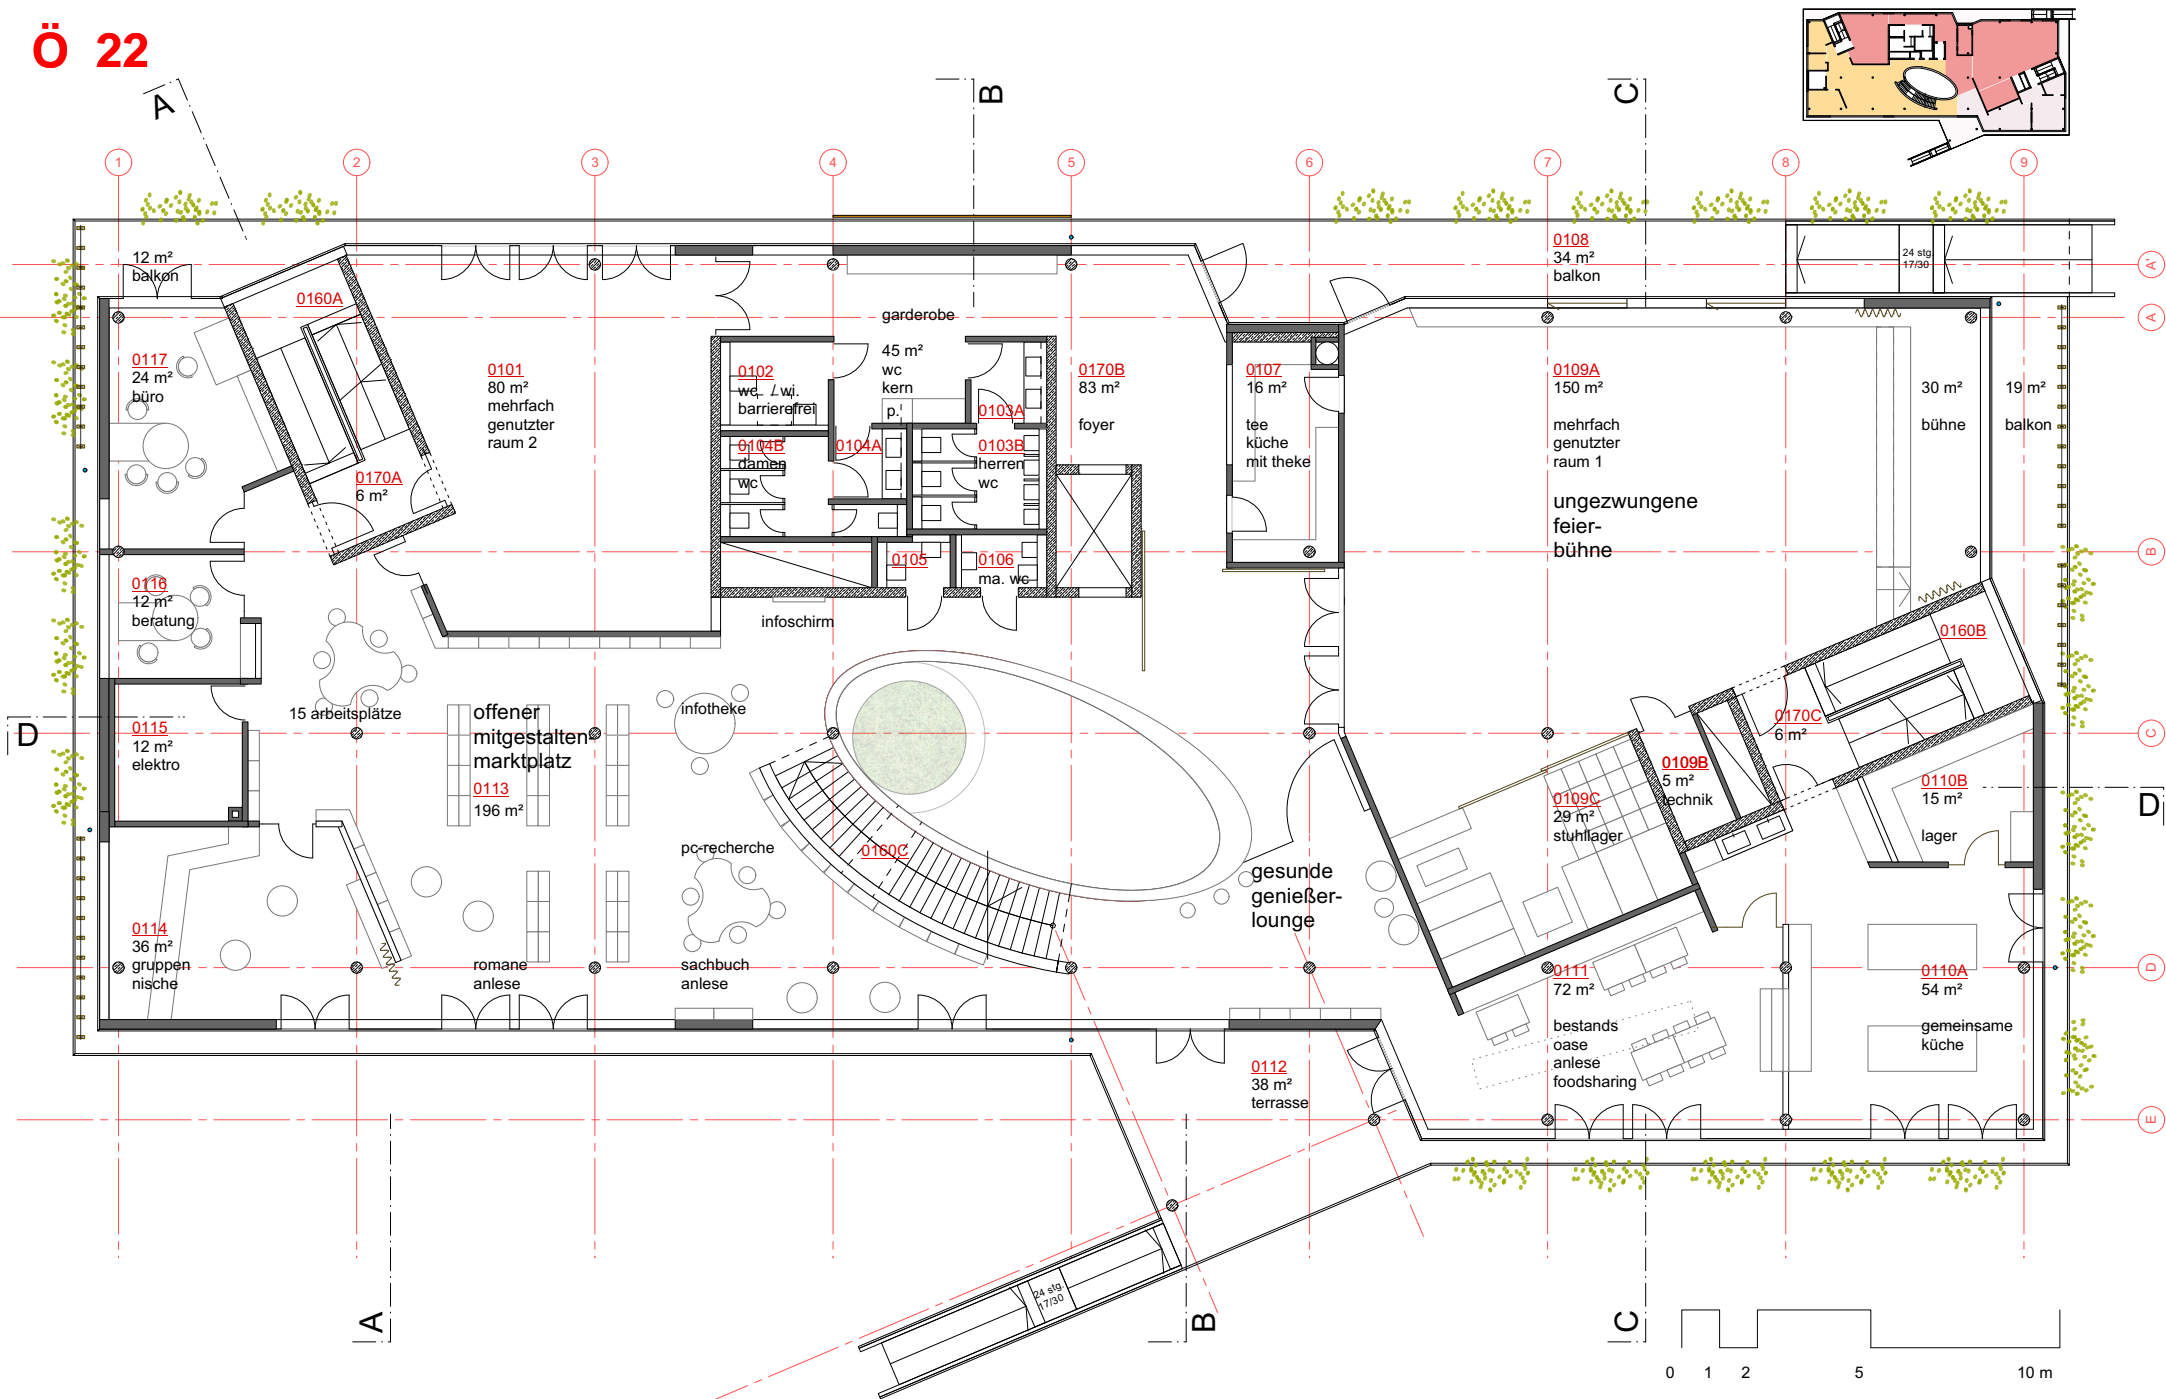 Ö 22
A
B
C
1
2
3
4
5
6
7
8
9
12 m²
balkon
0108
34 m²
balkon
24 stg.
17/30
A'
A
B
C
D
E
0160A
garderobe
45 m²
wc
kern
p.
0117
24 m²
büro
0101
80 m²
mehrfach
genutzter
raum 2
0102
wc / wi.
barrierefrei
0103A
0170B
83 m²
foyer
0107
16 m²
tee
küche
mit theke
0109A
150 m²
mehrfach
genutzter
raum 1
ungezwungene
feier-
bühne
30 m²
bühne
19 m²
balkon
0104B
damen
wc
0104A
0103B
herren
wc
0170A
6 m²
0105
0106
ma. wc
infoschirm
0116
12 m²
beratung
0160B
15 arbeitsplätze
offener
mitgestalten-
marktplatz
0113
196 m²
infotheke
D
0115
12 m²
elektro
0170C
6 m²
0109B
5 m²
technik
0110B
15 m²
lager
D
0109C
29 m²
stuhllager
pc-recherche
0160C
gesunde
genießer-
lounge
0114
36 m²
gruppen
nische
romane
anlese
sachbuch
anlese
0111
72 m²
bestands
oase
anlese
foodsharing
0110A
54 m²
gemeinsame
küche
0112
38 m²
terrasse
24 stg.
17/30
A
B
C
0 1 2 5 10 m